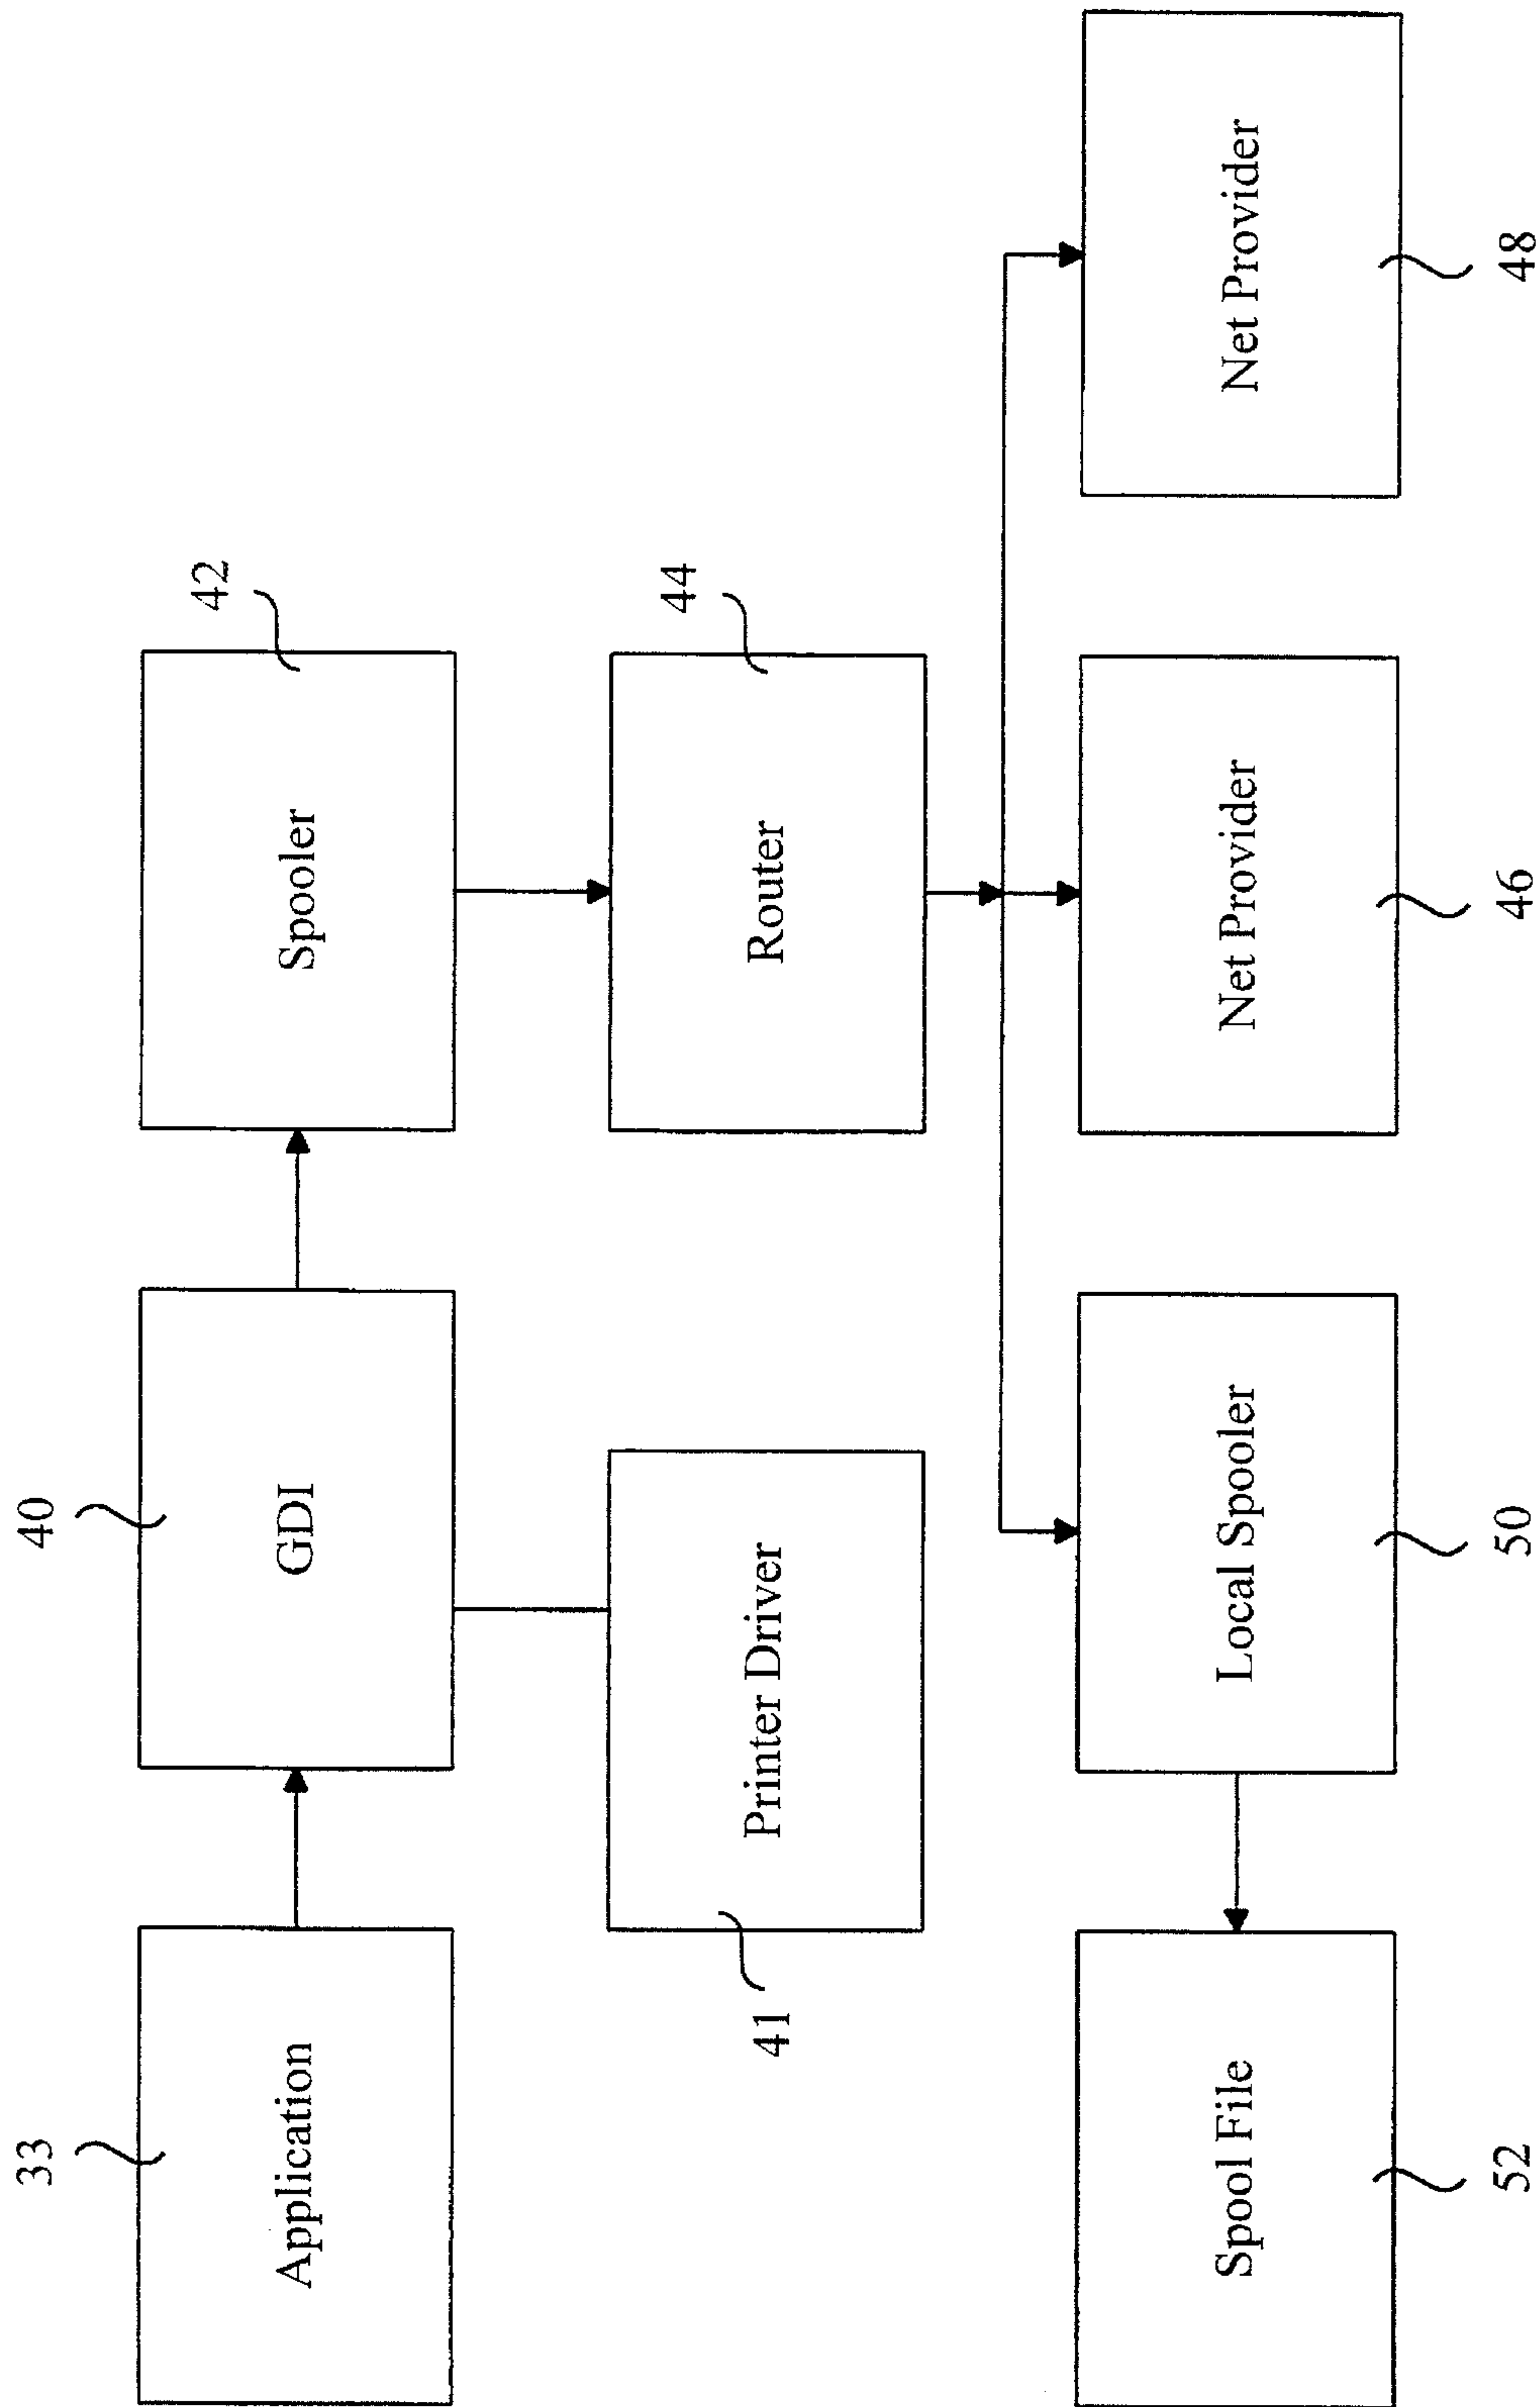 33
40
42
Application
GDI
Spooler
41
44
Printer Driver
Router
Spool File
Local Spooler
Net Provider
Net Provider
52
50
46
48